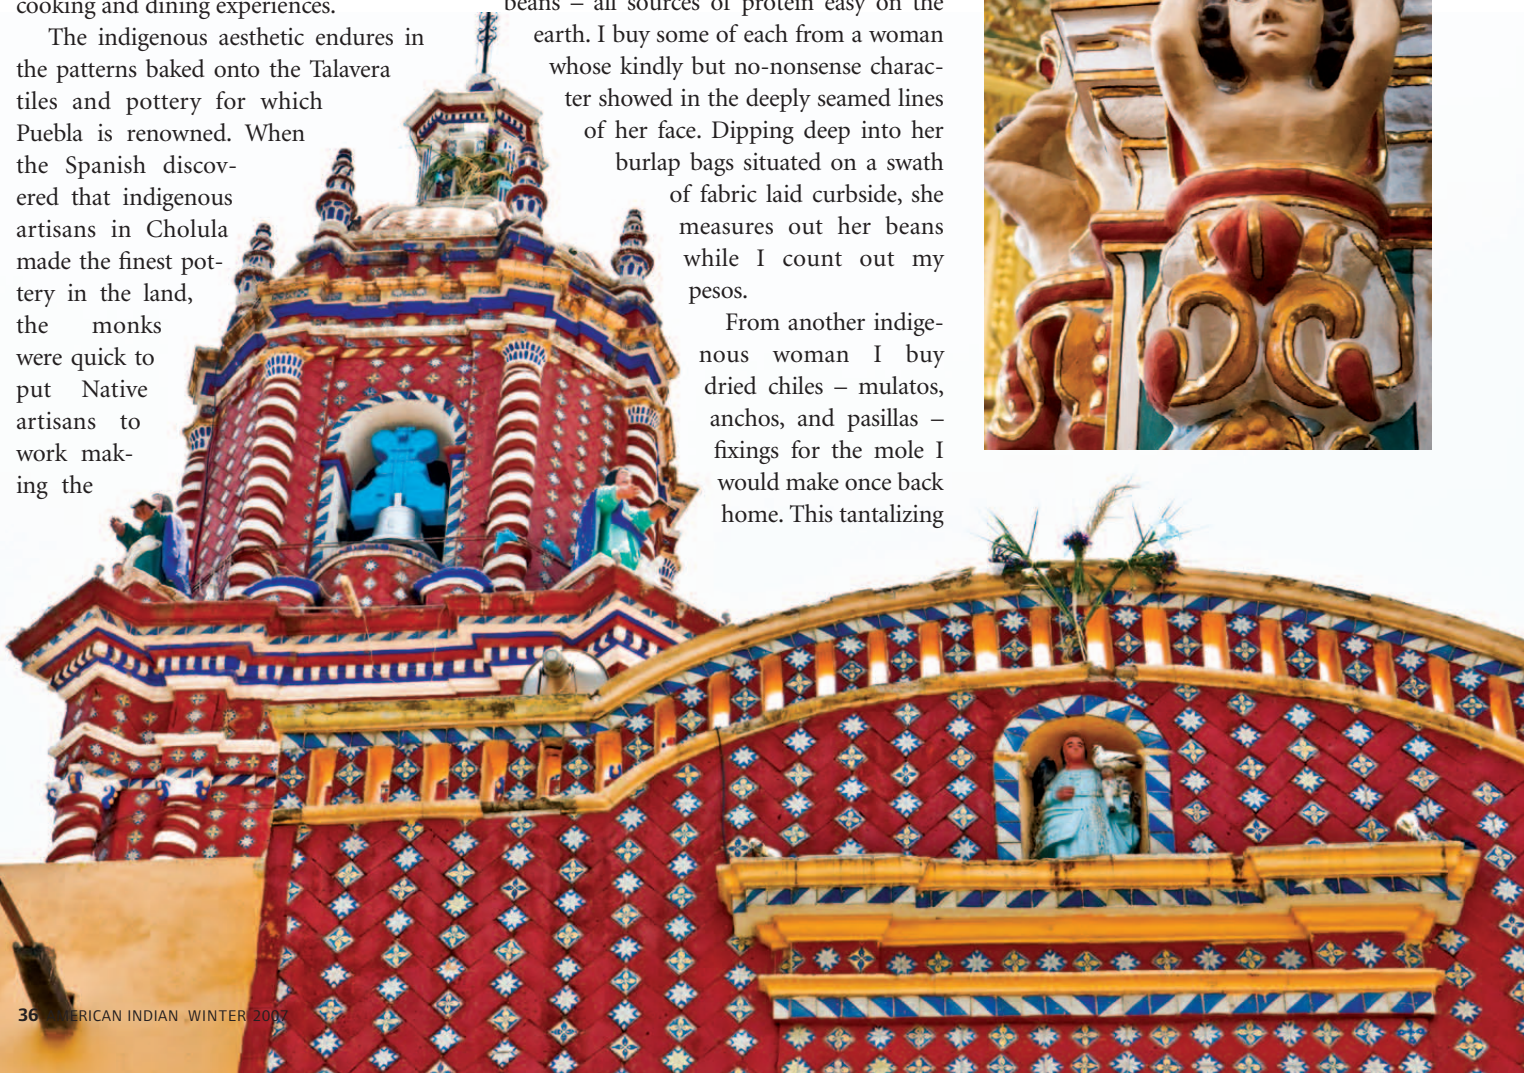 cooking and dining experiences.
The indigenous aesthetic endures in
the patterns baked onto the Talavera
tiles and pottery for which
Puebla is renowned. When
the Spanish discov-
ered that indigenous
artisans in Cholula
made the finest pot-
tery in the land,
the monks
were quick to
put Native
artisans to
work mak-
ing the
beans – all sources of protein easy on the
earth. I buy some of each from a woman
whose kindly but no-nonsense charac-
ter showed in the deeply seamed lines
of her face. Dipping deep into her
burlap bags situated on a swath
of fabric laid curbside, she
measures out her beans
while I count out my
pesos.
From another indige-
nous woman I buy
dried chiles – mulatos,
anchos, and pasillas –
fixings for the mole I
would make once back
home. This tantalizing
36 AMERICAN INDIAN WINTER 2007